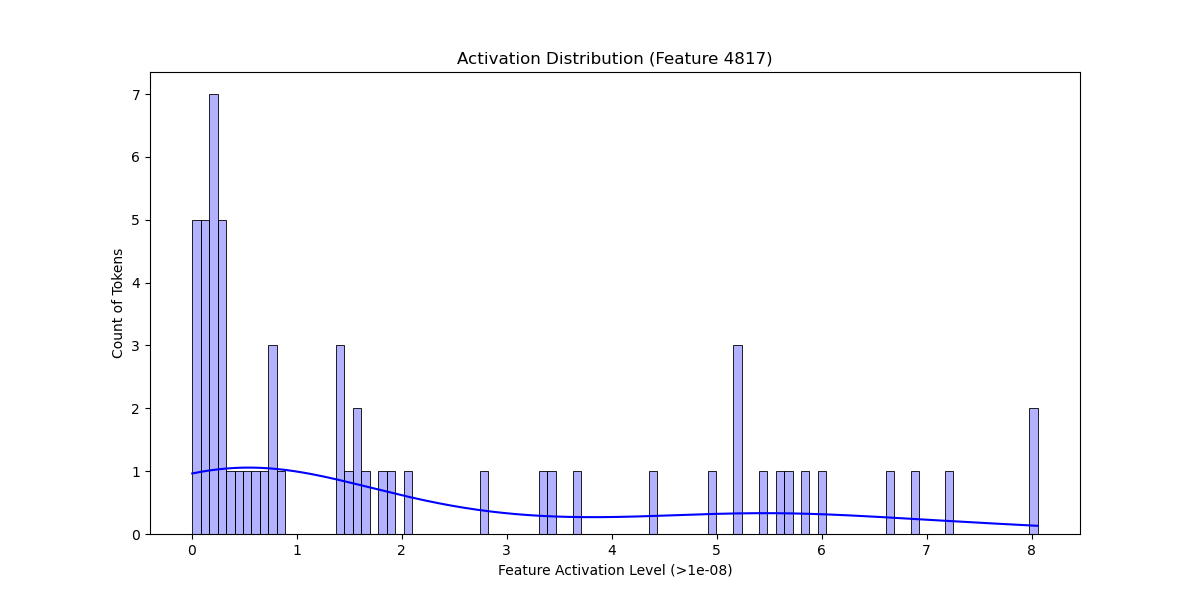 Activation Distribution (Feature 4817)
Count of Tokens
7
6
5
4
3
2
1
0
0 1 2 3 4 5 6 7 8
Feature Activation Level (>1e-08)